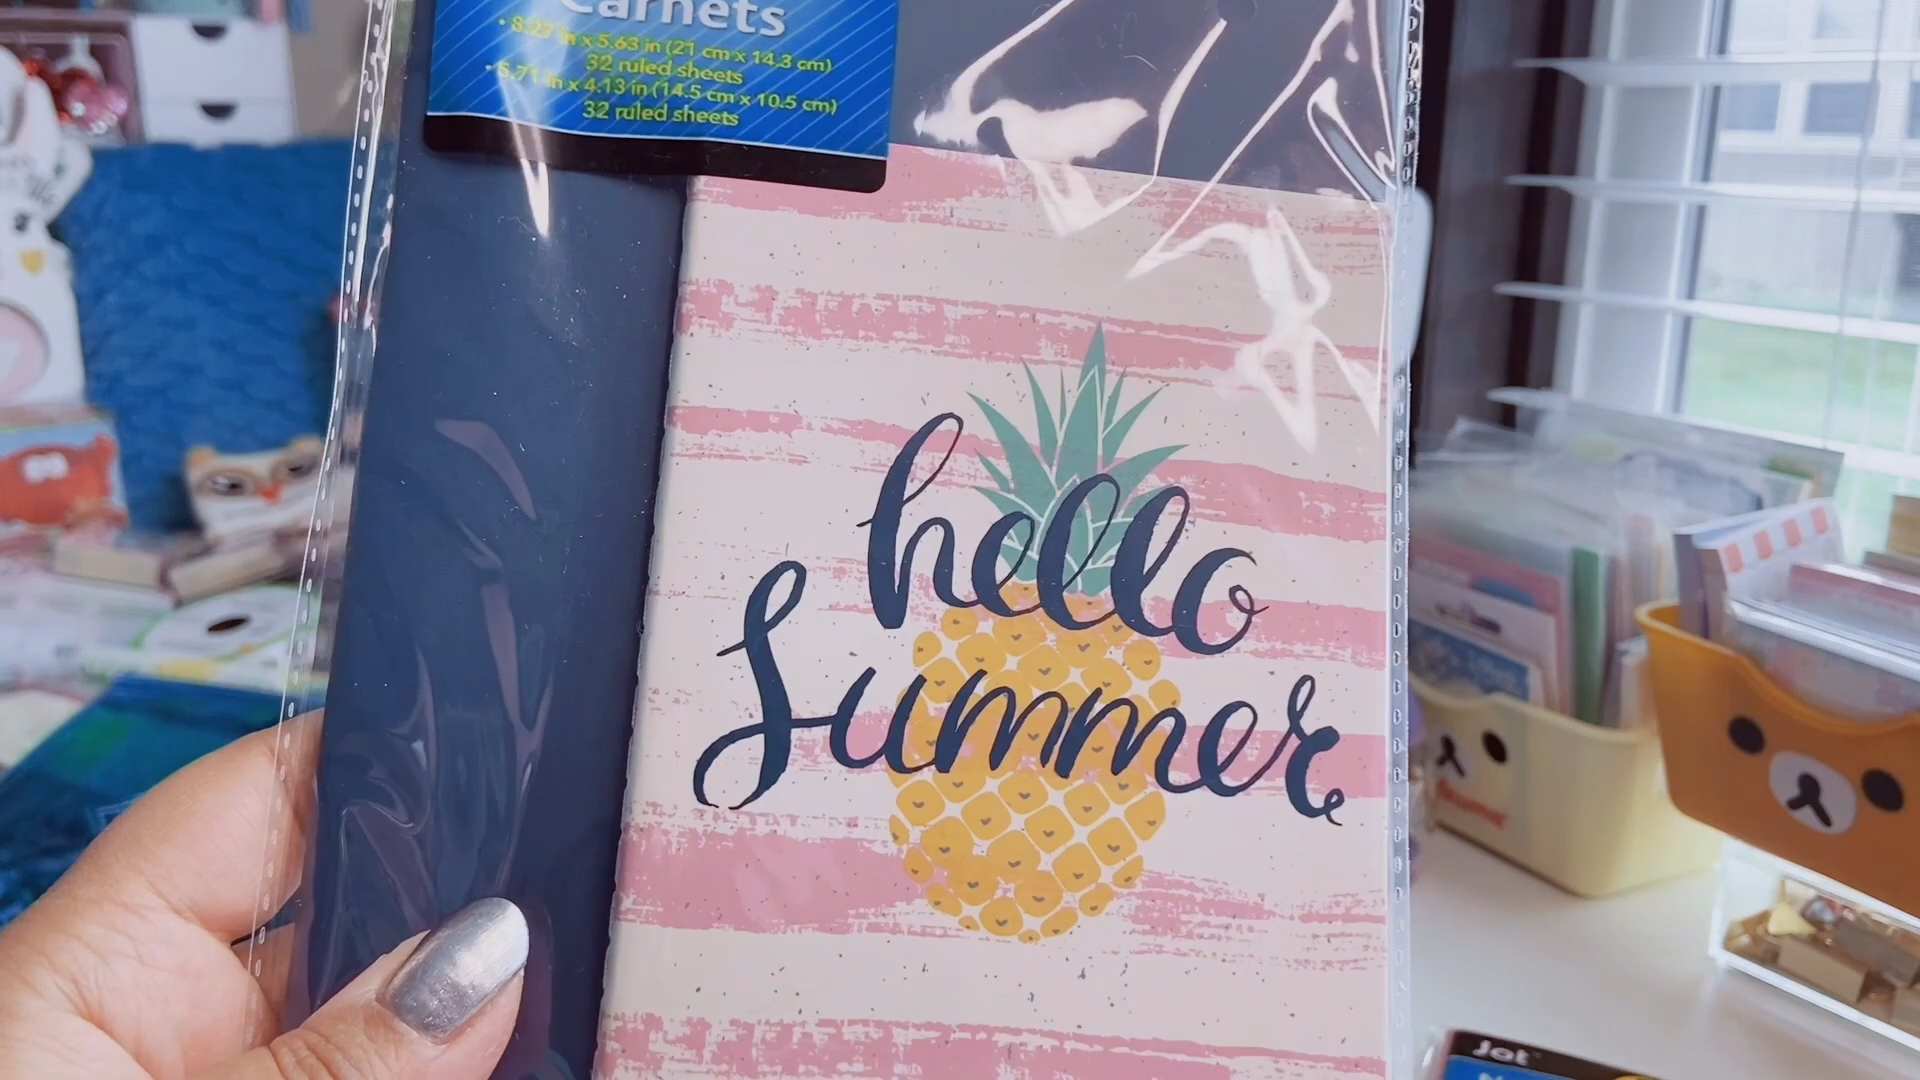 Carnets
• 8.27 in x 5.63 in (21 cm x 14.3 cm)
32 ruled sheets
• 5.71 in x 4.13 in (14.5 cm x 10.5 cm)
32 ruled sheets
hello
Summer
Jot